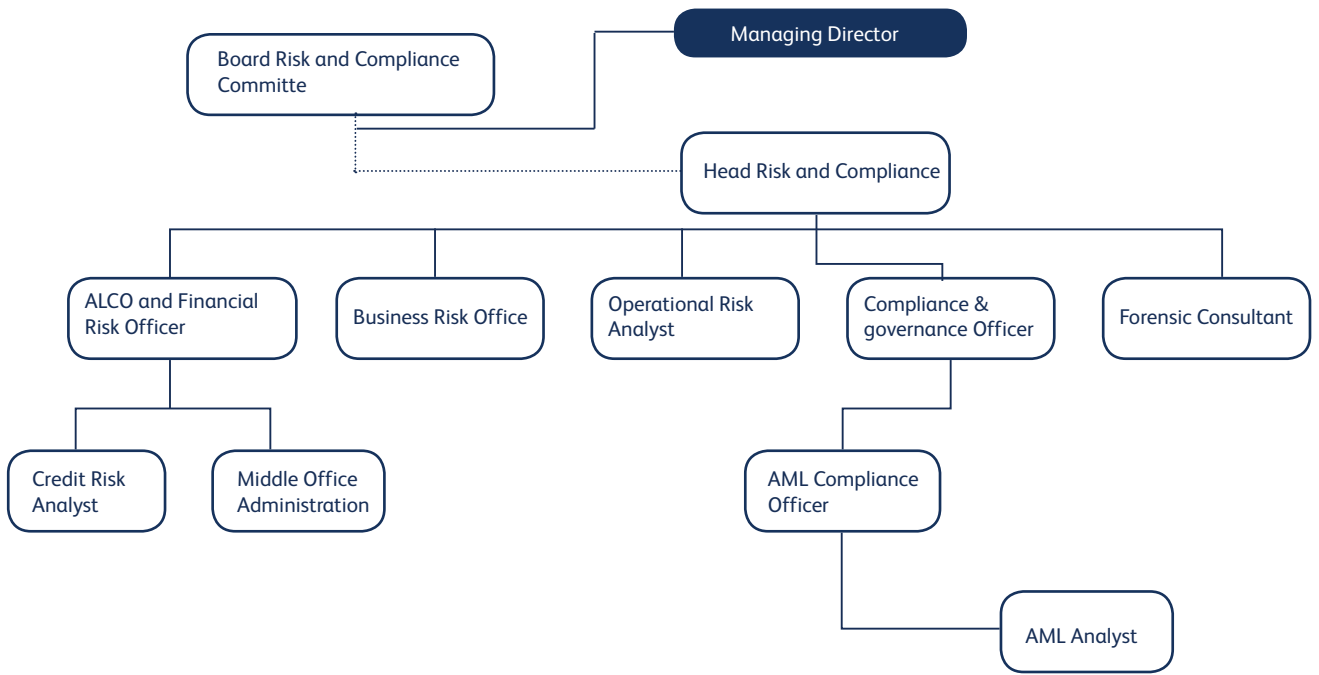 Managing Director
Board Risk and Compliance
Committe
Head Risk and Compliance
ALCO and Financial
Risk Officer
Business Risk Office
Operational Risk
Analyst
Compliance &
governance Officer
Forensic Consultant
Credit Risk
Analyst
Middle Office
Administration
AML Compliance
Officer
AML Analyst